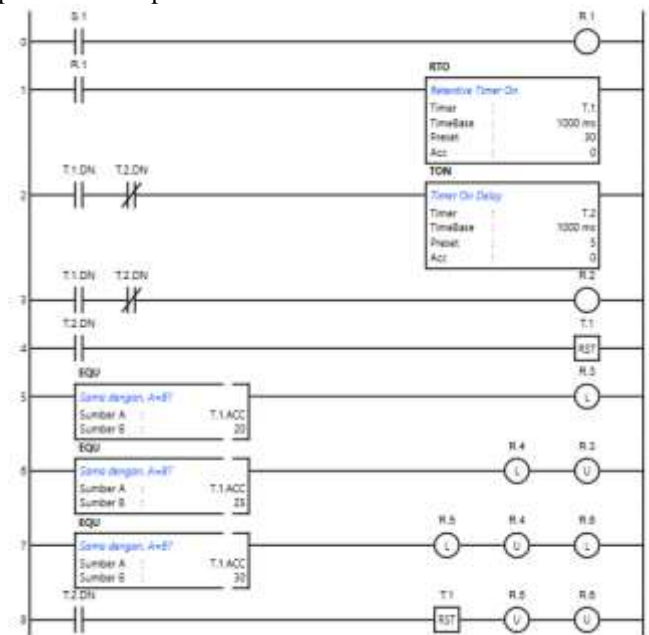 S.1 R.1
0
R.1 RTO
1
Retentive Timer On
Timer : T.1
TimeBase : 1000 ms
Preset : 30
Acc : 0
T.1.DN T.2.DN TON
2
Timer On Delay
Timer : T.2
TimeBase : 1000 ms
Preset : 5
Acc : 0
T.1.DN T.2.DN R.2
3
T.2.DN T.1
4 RST
EQU R.3
5 L
Sama dengan, A=B?
Sumber A : T.1.ACC
Sumber B : 20
EQU R.4 R.3
6 L U
Sama dengan, A=B?
Sumber A : T.1.ACC
Sumber B : 25
EQU R.5 R.4 R.6
7 L U L
Sama dengan, A=B?
Sumber A : T.1.ACC
Sumber B : 30
T.2.DN T.1 R.5 R.6
8 RST U U